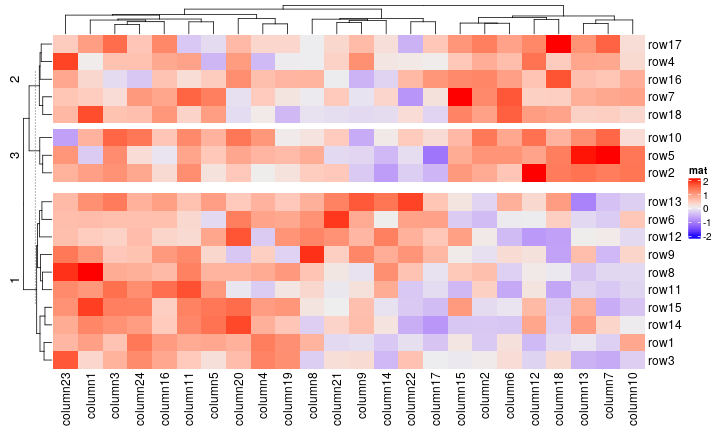 2
3
1
row17
row4
row16
row7
row18
row10
row5
row2
row13
row6
row12
row9
row8
row11
row15
row14
row1
row3
mat
2
1
0
-1
-2
column23
column1
column3
column24
column16
column11
column5
column20
column4
column19
column8
column21
column9
column14
column22
column17
column15
column2
column6
column12
column18
column13
column7
column10